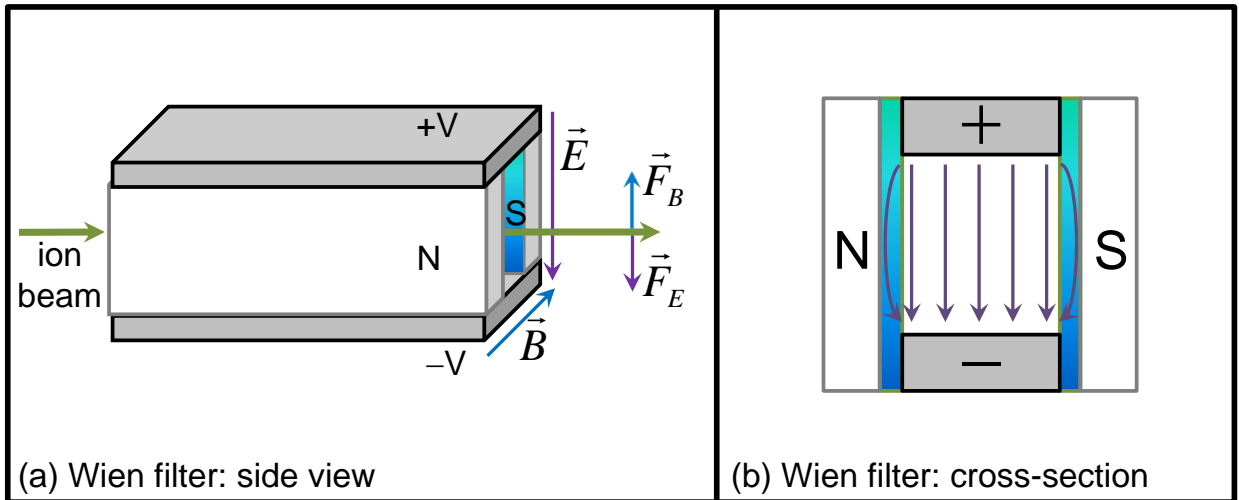 +V
E
F_B
S
ion
beam
N
F_E
B
−V
(a) Wien filter: side view
+
N
S
−
(b) Wien filter: cross-section